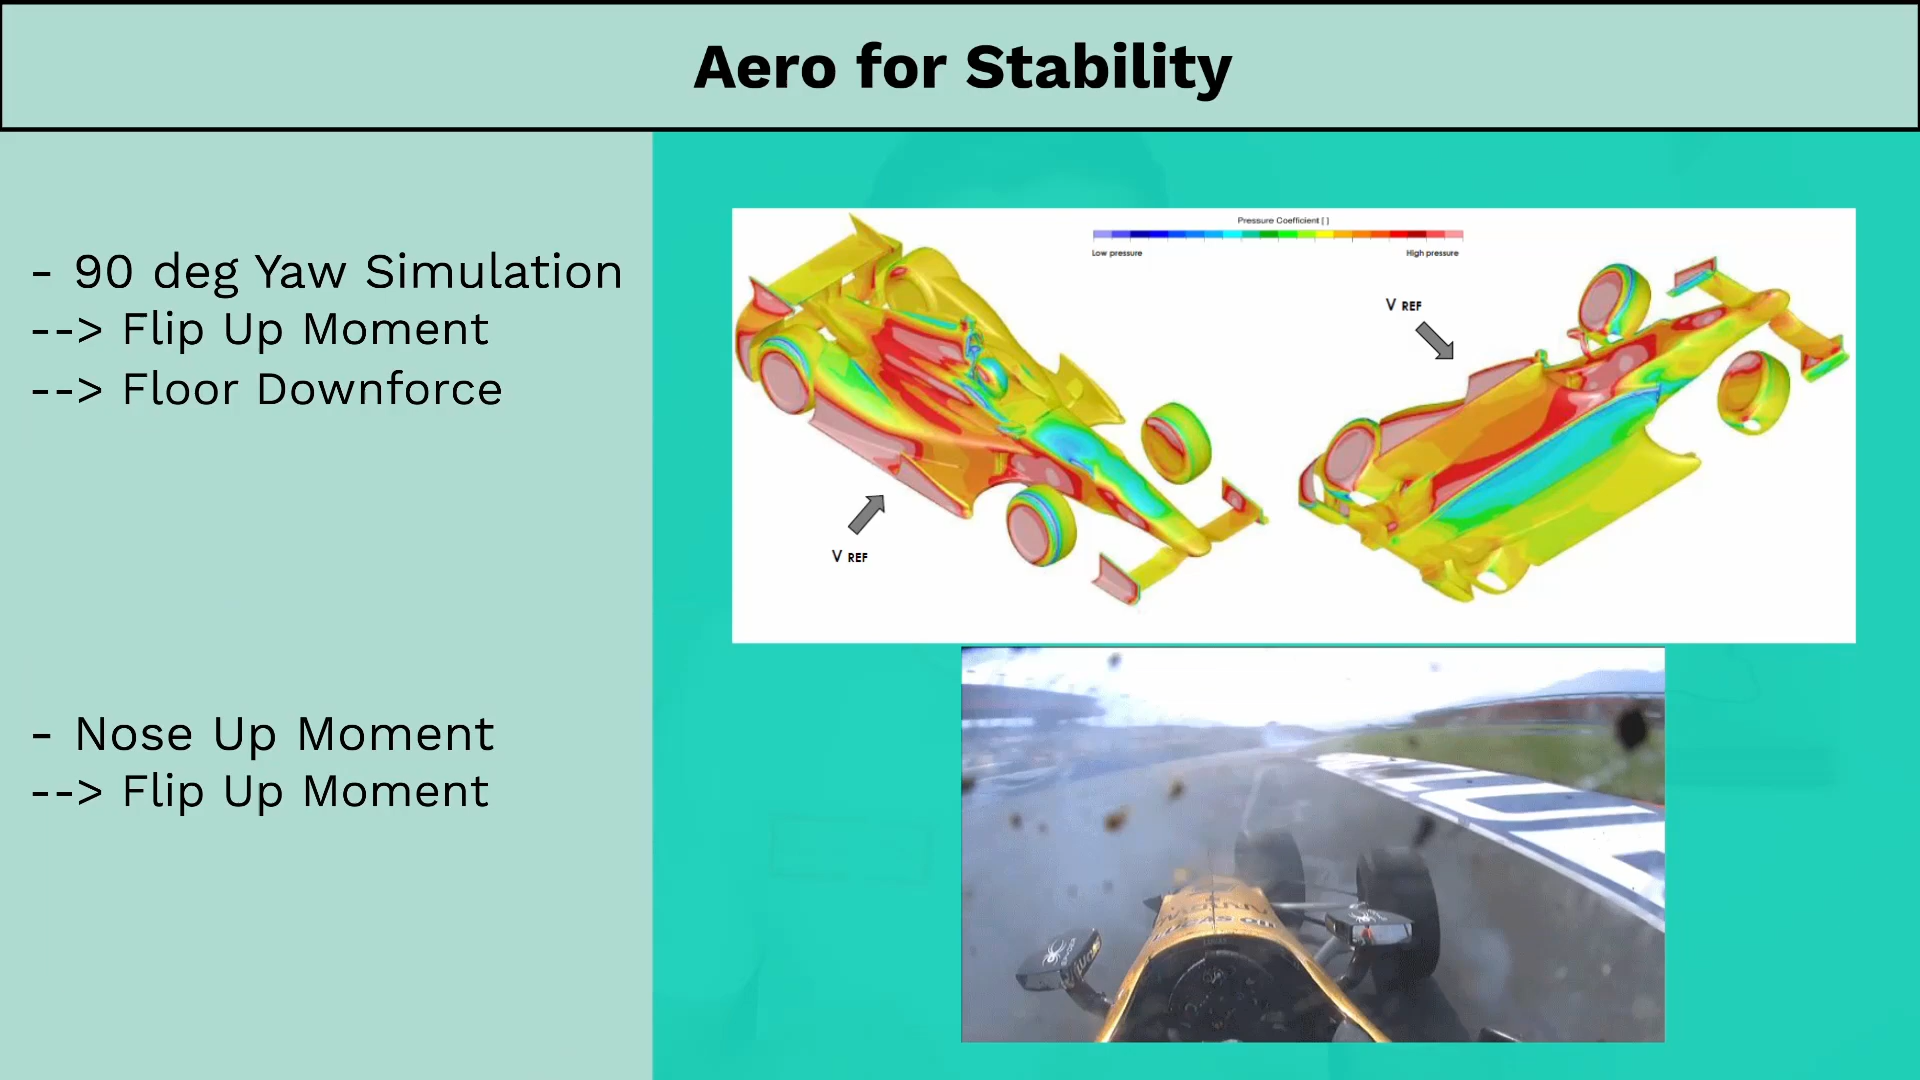 Aero for Stability
- 90 deg Yaw Simulation
--> Flip Up Moment
--> Floor Downforce
- Nose Up Moment
--> Flip Up Moment
Pressure Coefficient [ ]
Low pressure
High pressure
V REF
V REF